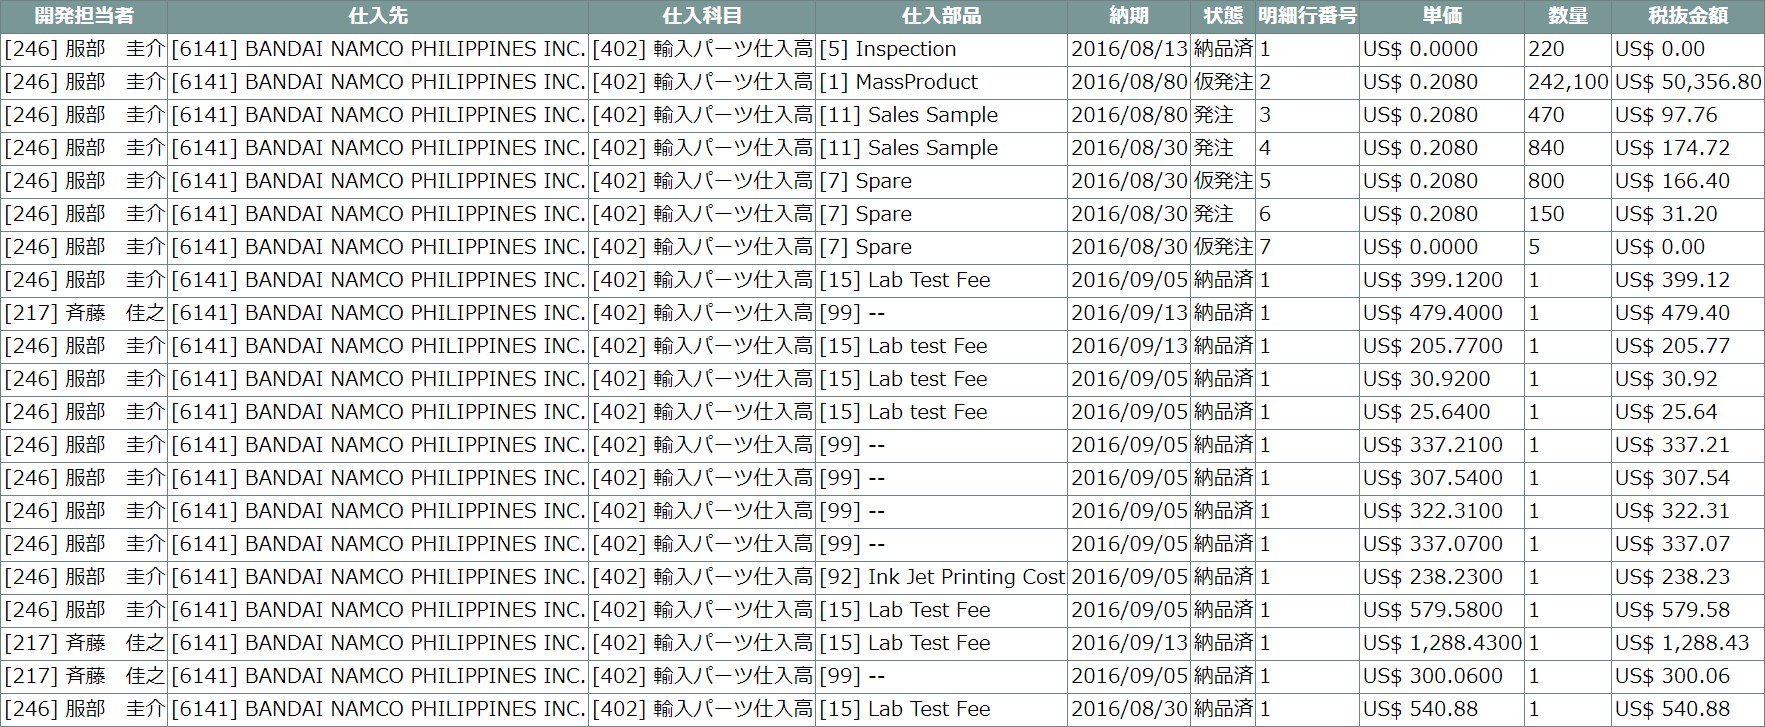 開発担当者 仕入先 仕入科目 仕入部品 納期 状態 明細行番号 単価 数量 税抜金額
[246] 服部　圭介 [6141] BANDAI NAMCO PHILIPPINES INC. [402] 輸入パーツ仕入高 [5] Inspection 2016/08/13 納品済 1 US$ 0.0000 220 US$ 0.00
[246] 服部　圭介 [6141] BANDAI NAMCO PHILIPPINES INC. [402] 輸入パーツ仕入高 [1] MassProduct 2016/08/80 仮発注 2 US$ 0.2080 242,100 US$ 50,356.80
[246] 服部　圭介 [6141] BANDAI NAMCO PHILIPPINES INC. [402] 輸入パーツ仕入高 [11] Sales Sample 2016/08/80 発注 3 US$ 0.2080 470 US$ 97.76
[246] 服部　圭介 [6141] BANDAI NAMCO PHILIPPINES INC. [402] 輸入パーツ仕入高 [11] Sales Sample 2016/08/30 発注 4 US$ 0.2080 840 US$ 174.72
[246] 服部　圭介 [6141] BANDAI NAMCO PHILIPPINES INC. [402] 輸入パーツ仕入高 [7] Spare 2016/08/30 仮発注 5 US$ 0.2080 800 US$ 166.40
[246] 服部　圭介 [6141] BANDAI NAMCO PHILIPPINES INC. [402] 輸入パーツ仕入高 [7] Spare 2016/08/30 発注 6 US$ 0.2080 150 US$ 31.20
[246] 服部　圭介 [6141] BANDAI NAMCO PHILIPPINES INC. [402] 輸入パーツ仕入高 [7] Spare 2016/08/30 仮発注 7 US$ 0.0000 5 US$ 0.00
[246] 服部　圭介 [6141] BANDAI NAMCO PHILIPPINES INC. [402] 輸入パーツ仕入高 [15] Lab Test Fee 2016/09/05 納品済 1 US$ 399.1200 1 US$ 399.12
[217] 斉藤　佳之 [6141] BANDAI NAMCO PHILIPPINES INC. [402] 輸入パーツ仕入高 [99] -- 2016/09/13 納品済 1 US$ 479.4000 1 US$ 479.40
[246] 服部　圭介 [6141] BANDAI NAMCO PHILIPPINES INC. [402] 輸入パーツ仕入高 [15] Lab test Fee 2016/09/13 納品済 1 US$ 205.7700 1 US$ 205.77
[246] 服部　圭介 [6141] BANDAI NAMCO PHILIPPINES INC. [402] 輸入パーツ仕入高 [15] Lab test Fee 2016/09/05 納品済 1 US$ 30.9200 1 US$ 30.92
[246] 服部　圭介 [6141] BANDAI NAMCO PHILIPPINES INC. [402] 輸入パーツ仕入高 [15] Lab test Fee 2016/09/05 納品済 1 US$ 25.6400 1 US$ 25.64
[246] 服部　圭介 [6141] BANDAI NAMCO PHILIPPINES INC. [402] 輸入パーツ仕入高 [99] -- 2016/09/05 納品済 1 US$ 337.2100 1 US$ 337.21
[246] 服部　圭介 [6141] BANDAI NAMCO PHILIPPINES INC. [402] 輸入パーツ仕入高 [99] -- 2016/09/05 納品済 1 US$ 307.5400 1 US$ 307.54
[246] 服部　圭介 [6141] BANDAI NAMCO PHILIPPINES INC. [402] 輸入パーツ仕入高 [99] -- 2016/09/05 納品済 1 US$ 322.3100 1 US$ 322.31
[246] 服部　圭介 [6141] BANDAI NAMCO PHILIPPINES INC. [402] 輸入パーツ仕入高 [99] -- 2016/09/05 納品済 1 US$ 337.0700 1 US$ 337.07
[246] 服部　圭介 [6141] BANDAI NAMCO PHILIPPINES INC. [402] 輸入パーツ仕入高 [92] Ink Jet Printing Cost 2016/09/05 納品済 1 US$ 238.2300 1 US$ 238.23
[246] 服部　圭介 [6141] BANDAI NAMCO PHILIPPINES INC. [402] 輸入パーツ仕入高 [15] Lab Test Fee 2016/09/05 納品済 1 US$ 579.5800 1 US$ 579.58
[217] 斉藤　佳之 [6141] BANDAI NAMCO PHILIPPINES INC. [402] 輸入パーツ仕入高 [15] Lab Test Fee 2016/09/13 納品済 1 US$ 1,288.4300 1 US$ 1,288.43
[217] 斉藤　佳之 [6141] BANDAI NAMCO PHILIPPINES INC. [402] 輸入パーツ仕入高 [99] -- 2016/09/05 納品済 1 US$ 300.0600 1 US$ 300.06
[246] 服部　圭介 [6141] BANDAI NAMCO PHILIPPINES INC. [402] 輸入パーツ仕入高 [15] Lab Test Fee 2016/08/30 納品済 1 US$ 540.88 1 US$ 540.88